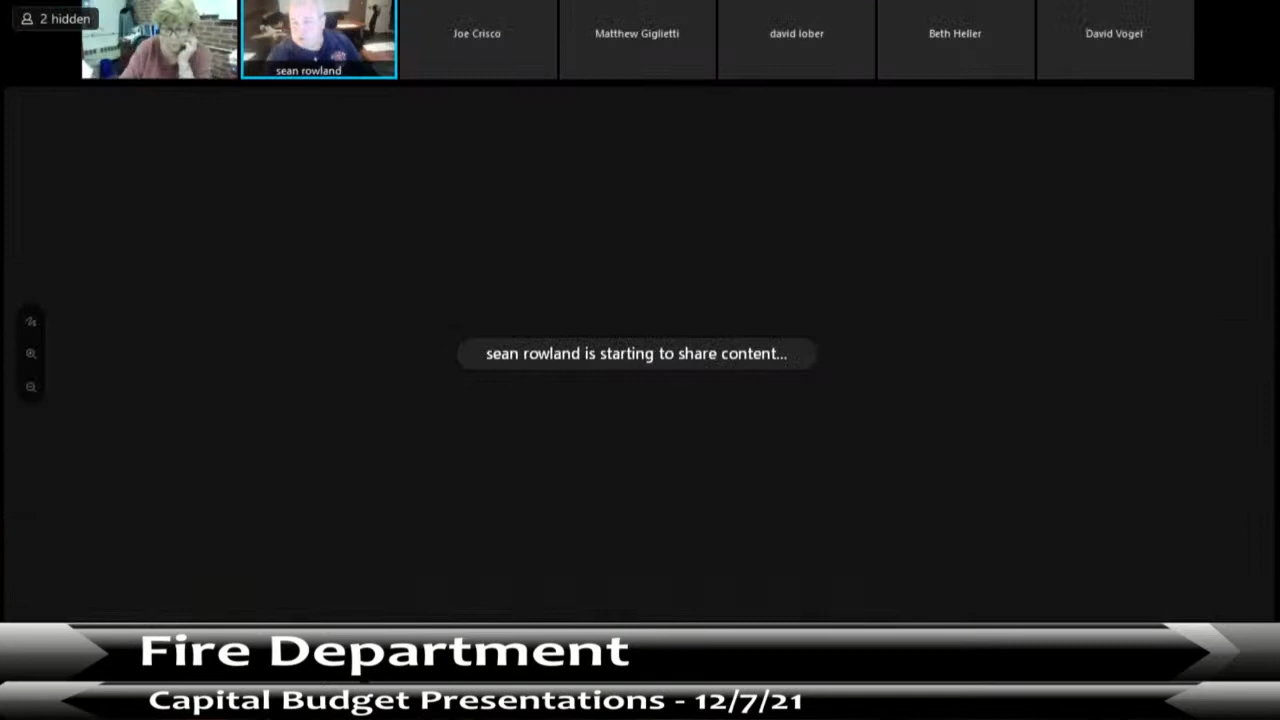 2 hidden
sean rowland
Joe Crisco
Matthew Giglietti
david lober
Beth Heller
David Vogel
sean rowland is starting to share content...
Fire Department
Capital Budget Presentations - 12/7/21